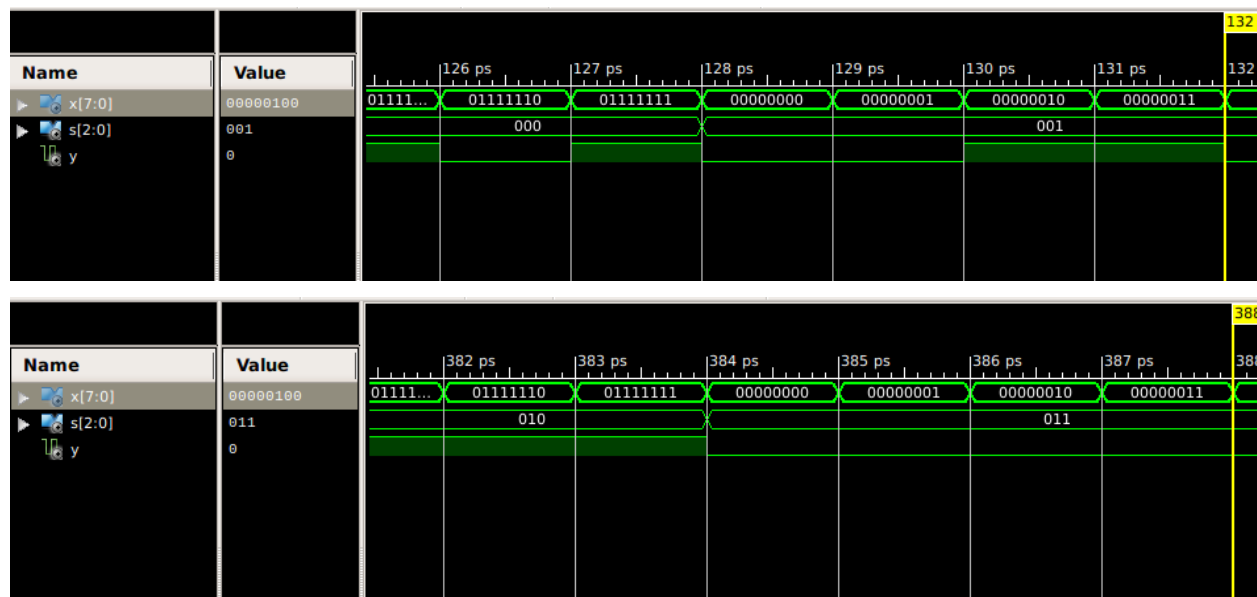 132
Name Value 126 ps 127 ps 128 ps 129 ps 130 ps 131 ps 132
x[7:0] 00000100 01111... 01111110 01111111 00000000 00000001 00000010 00000011
s[2:0] 001 000 001
y 0
388
Name Value 382 ps 383 ps 384 ps 385 ps 386 ps 387 ps 388
x[7:0] 00000100 01111... 01111110 01111111 00000000 00000001 00000010 00000011
s[2:0] 011 010 011
y 0